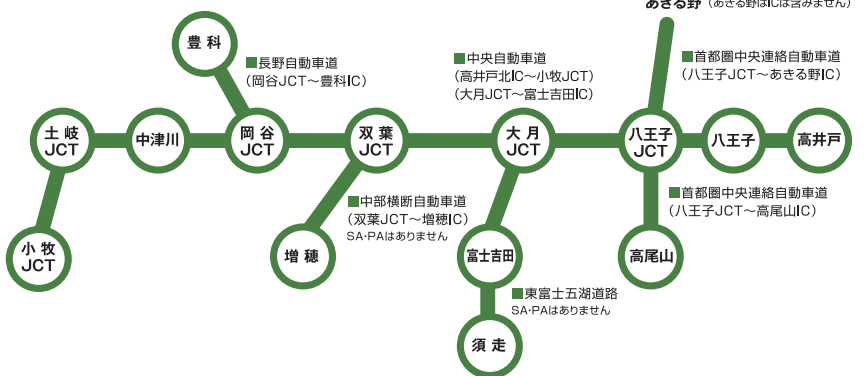 あきる野 (あきる野ICは含みません)
豊科
■長野自動車道
(岡谷JCT～豊科IC)
■中央自動車道
(高井戸北IC～小牧JCT)
(大月JCT～富士吉田IC)
■首都圏中央連絡自動車道
(八王子JCT～あきる野IC)
土岐
JCT
中津川
岡谷
JCT
双葉
JCT
大月
JCT
八王子
JCT
八王子
高井戸
■中部横断自動車道
(双葉JCT～増穂IC)
SA·PAはありません
■首都圏中央連絡自動車道
(八王子JCT～高尾山IC)
小牧
JCT
増穂
富士吉田
高尾山
■東富士五湖道路
SA·PAはありません
須走